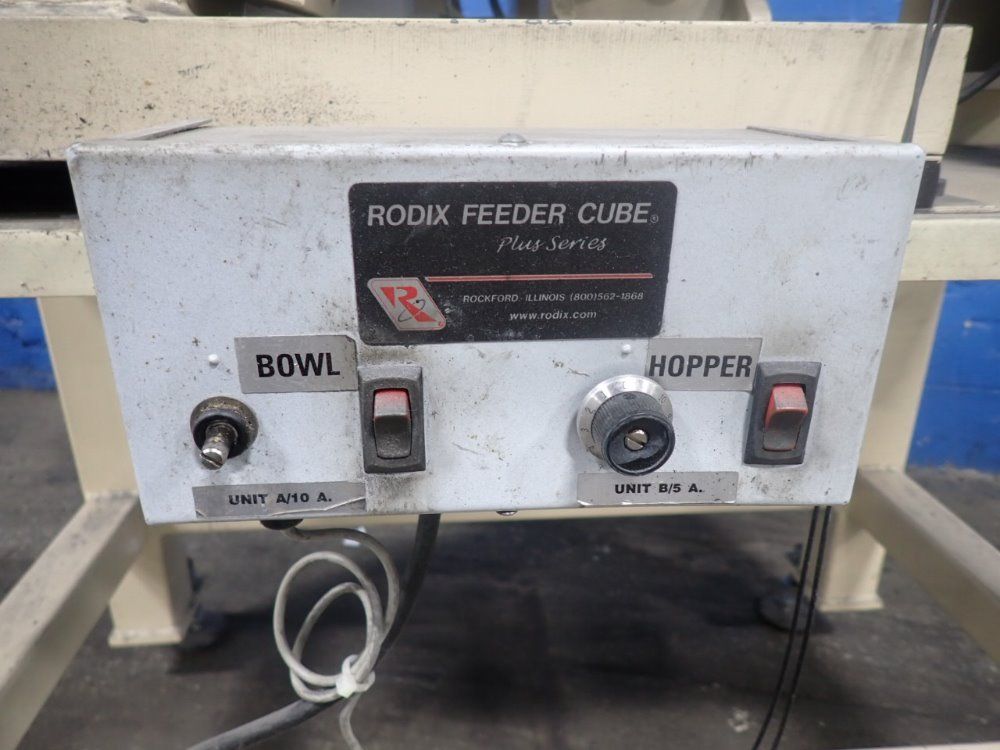 RODIX FEEDER CUBE®
Plus Series
R
ROCKFORD - ILLINOIS (800)562-1868
www.rodix.com
BOWL
HOPPER
UNIT A/10 A.
UNIT B/5 A.